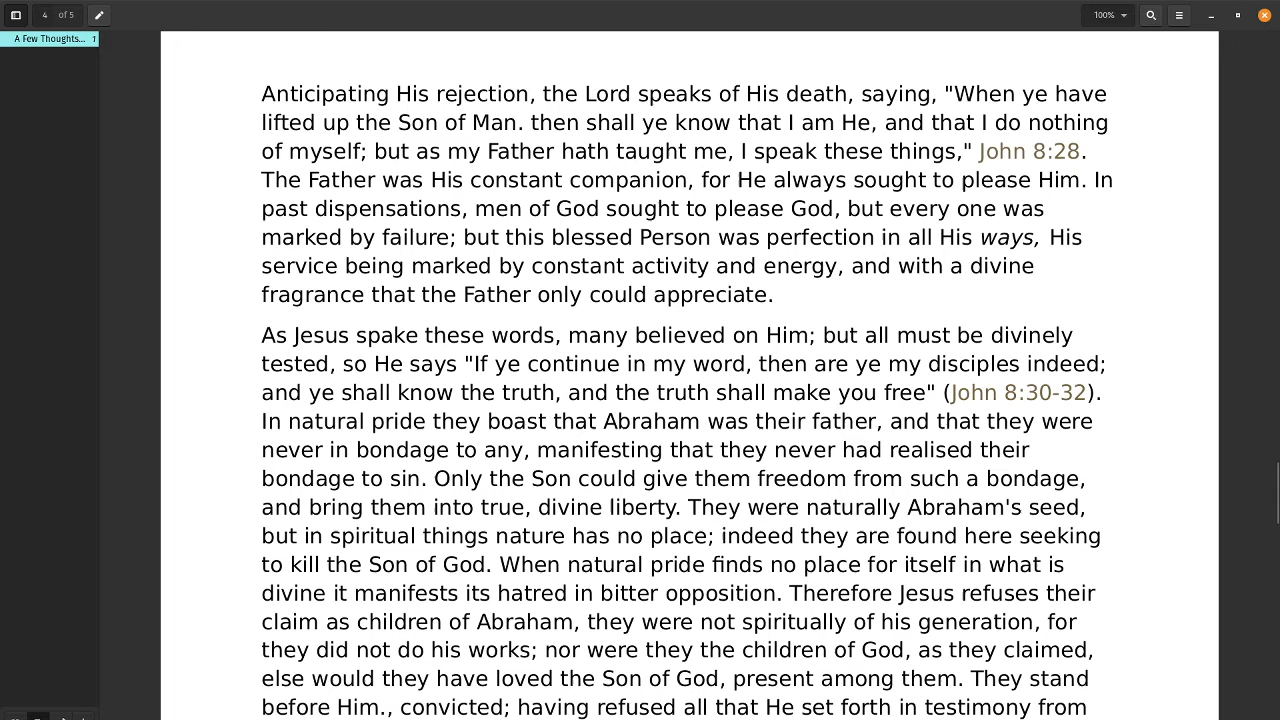 4 of 5
100%
A Few Thoughts... 1
Anticipating His rejection, the Lord speaks of His death, saying, "When ye have
lifted up the Son of Man. then shall ye know that I am He, and that I do nothing
of myself; but as my Father hath taught me, I speak these things," John 8:28.
The Father was His constant companion, for He always sought to please Him. In
past dispensations, men of God sought to please God, but every one was
marked by failure; but this blessed Person was perfection in all His ways, His
service being marked by constant activity and energy, and with a divine
fragrance that the Father only could appreciate.
As Jesus spake these words, many believed on Him; but all must be divinely
tested, so He says "If ye continue in my word, then are ye my disciples indeed;
and ye shall know the truth, and the truth shall make you free" (John 8:30-32).
In natural pride they boast that Abraham was their father, and that they were
never in bondage to any, manifesting that they never had realised their
bondage to sin. Only the Son could give them freedom from such a bondage,
and bring them into true, divine liberty. They were naturally Abraham's seed,
but in spiritual things nature has no place; indeed they are found here seeking
to kill the Son of God. When natural pride finds no place for itself in what is
divine it manifests its hatred in bitter opposition. Therefore Jesus refuses their
claim as children of Abraham, they were not spiritually of his generation, for
they did not do his works; nor were they the children of God, as they claimed,
else would they have loved the Son of God, present among them. They stand
before Him., convicted; having refused all that He set forth in testimony from